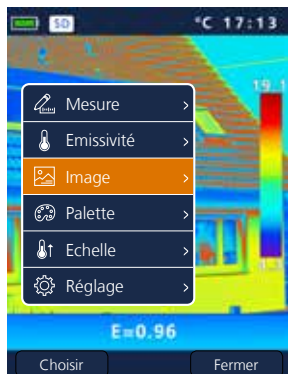 SD °C 17:13
19.1
Mesure
Emissivité
Image
Palette
Echelle
Réglage
E=0.96
Choisir Fermer